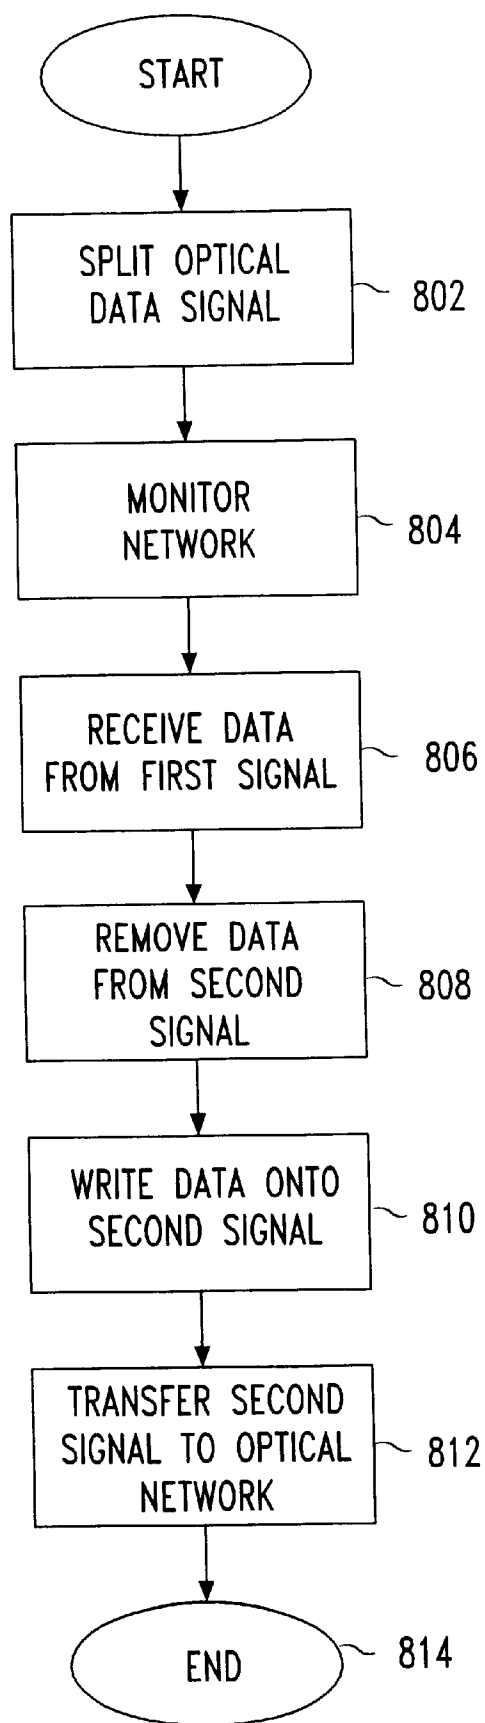 START
SPLIT OPTICAL
DATA SIGNAL
802
MONITOR
NETWORK
804
RECEIVE DATA
FROM FIRST SIGNAL
806
REMOVE DATA
FROM SECOND
SIGNAL
808
WRITE DATA ONTO
SECOND SIGNAL
810
TRANSFER SECOND
SIGNAL TO OPTICAL
NETWORK
812
END
814